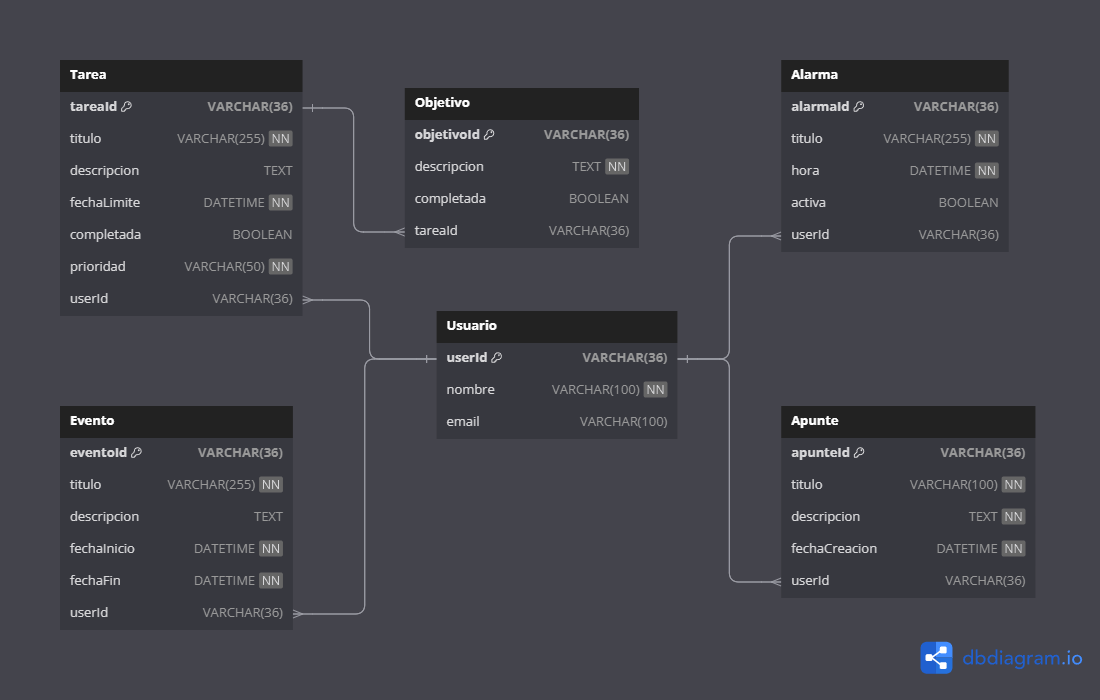 Tarea
tareaId VARCHAR(36)
titulo VARCHAR(255) NN
descripcion TEXT
fechaLimite DATETIME NN
completada BOOLEAN
prioridad VARCHAR(50) NN
userId VARCHAR(36)
Objetivo
objetivoId VARCHAR(36)
descripcion TEXT NN
completada BOOLEAN
tareaId VARCHAR(36)
Alarma
alarmaId VARCHAR(36)
titulo VARCHAR(255) NN
hora DATETIME NN
activa BOOLEAN
userId VARCHAR(36)
Usuario
userId VARCHAR(36)
nombre VARCHAR(100) NN
email VARCHAR(100)
Evento
eventoId VARCHAR(36)
titulo VARCHAR(255) NN
descripcion TEXT
fechaInicio DATETIME NN
fechaFin DATETIME NN
userId VARCHAR(36)
Apunte
apunteId VARCHAR(36)
titulo VARCHAR(100) NN
descripcion TEXT NN
fechaCreacion DATETIME NN
userId VARCHAR(36)
dbdiagram.io